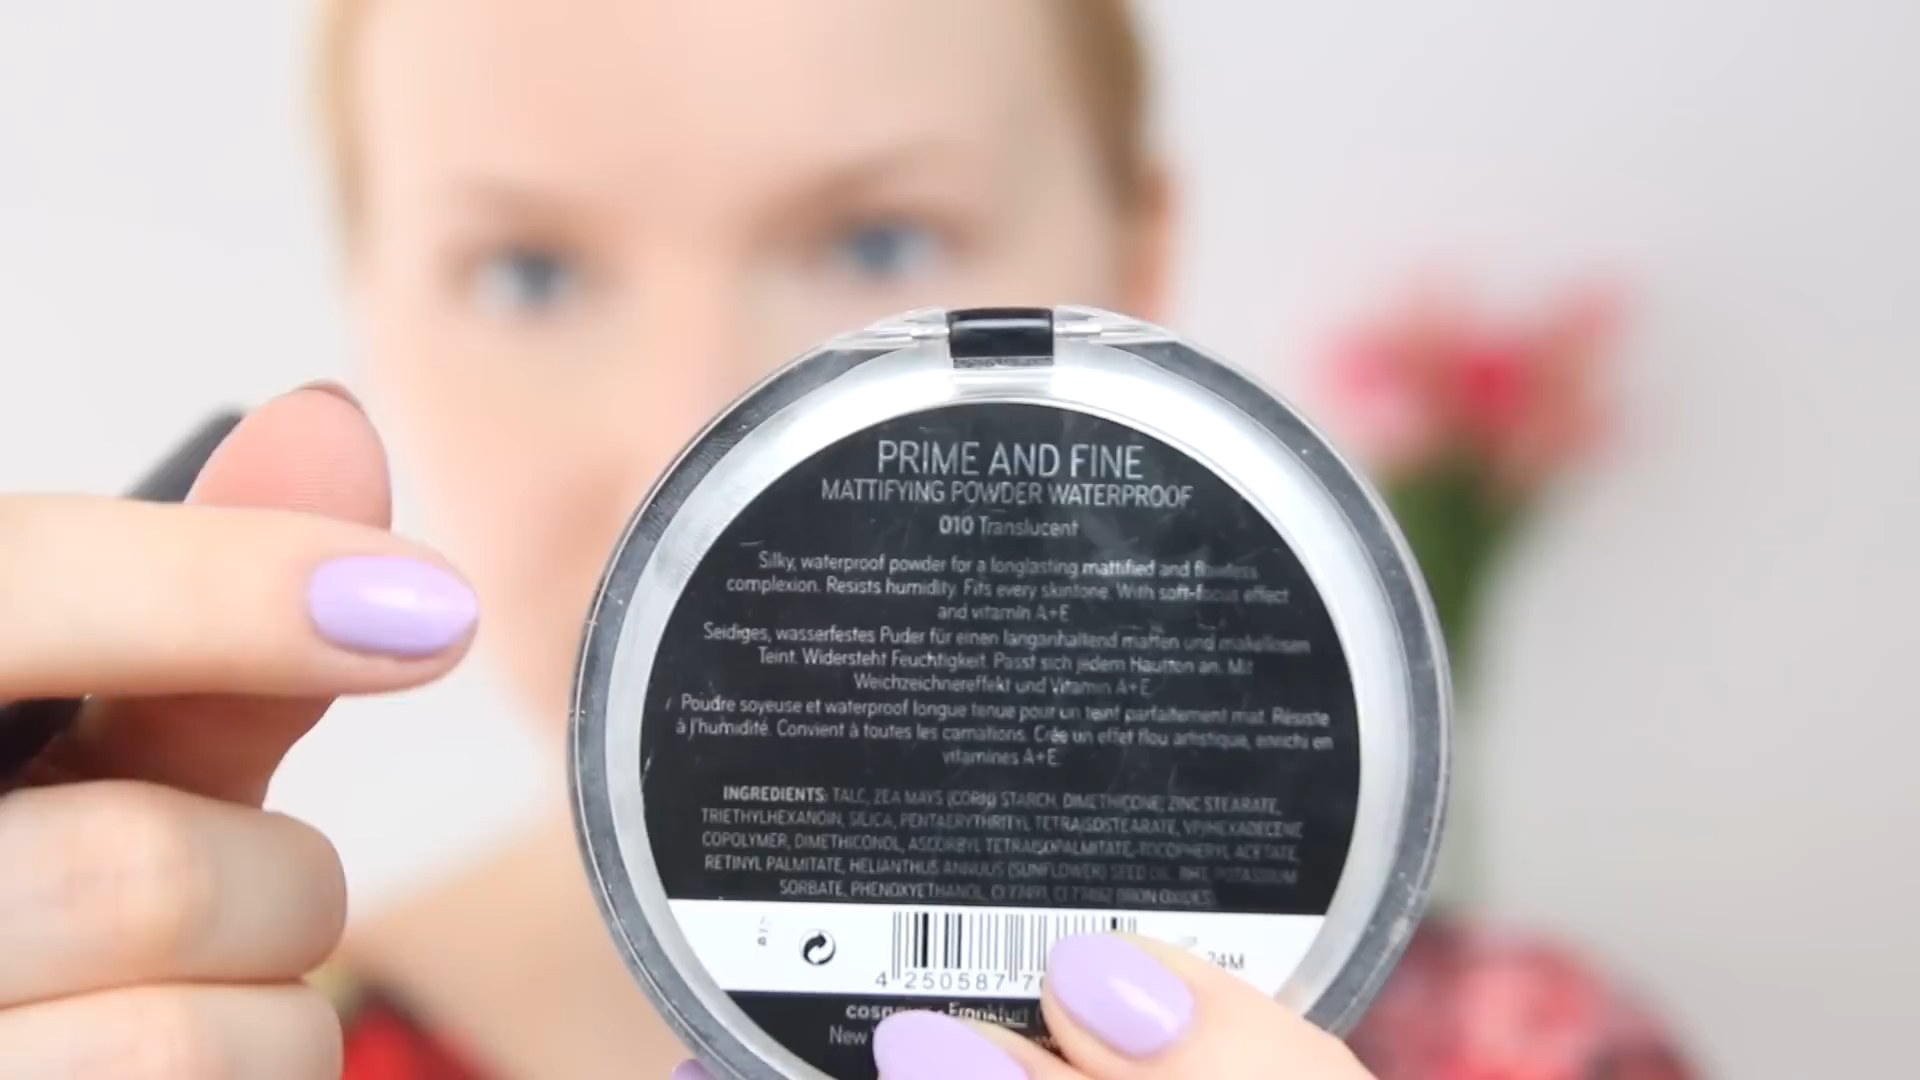 PRIME AND FINE
MATTIFYING POWDER WATERPROOF
010 Translucent
Silky, waterproof powder for a longlasting mattified and flawless
complexion. Resists humidity. Fits every skintone. With soft-focus effect
and vitamin A+E
Seidiges, wasserfestes Puder für einen langanhaltend matten und makellosen
Teint. Widersteht Feuchtigkeit. Passt sich jedem Hautton an. Mit
Weichzeichnereffekt und Vitamin A+E
Poudre soyeuse et waterproof longue tenue pour un teint parfaitement mat. Résiste
à l'humidité. Convient à toutes les carnations. Crée un effet flou artistique, enrichi en
vitamines A+E.
INGREDIENTS: TALC, ZEA MAYS (CORN) STARCH, DIMETHICONE, ZINC STEARATE,
TRIETHYLHEXANOIN, SILICA, PENTAERYTHRITYL TETRAISOSTEARATE, VP/HEXADECENE
COPOLYMER, DIMETHICONOL, ASCORBYL TETRAISOPALMITATE, TOCOPHERYL ACETATE,
RETINYL PALMITATE, HELIANTHUS ANNUUS (SUNFLOWER) SEED OIL, BHT, POTASSIUM
SORBATE, PHENOXYETHANOL, CI 77491, CI 77492 (IRON OXIDES)
24M
4 250587 7
Frankfurt
New